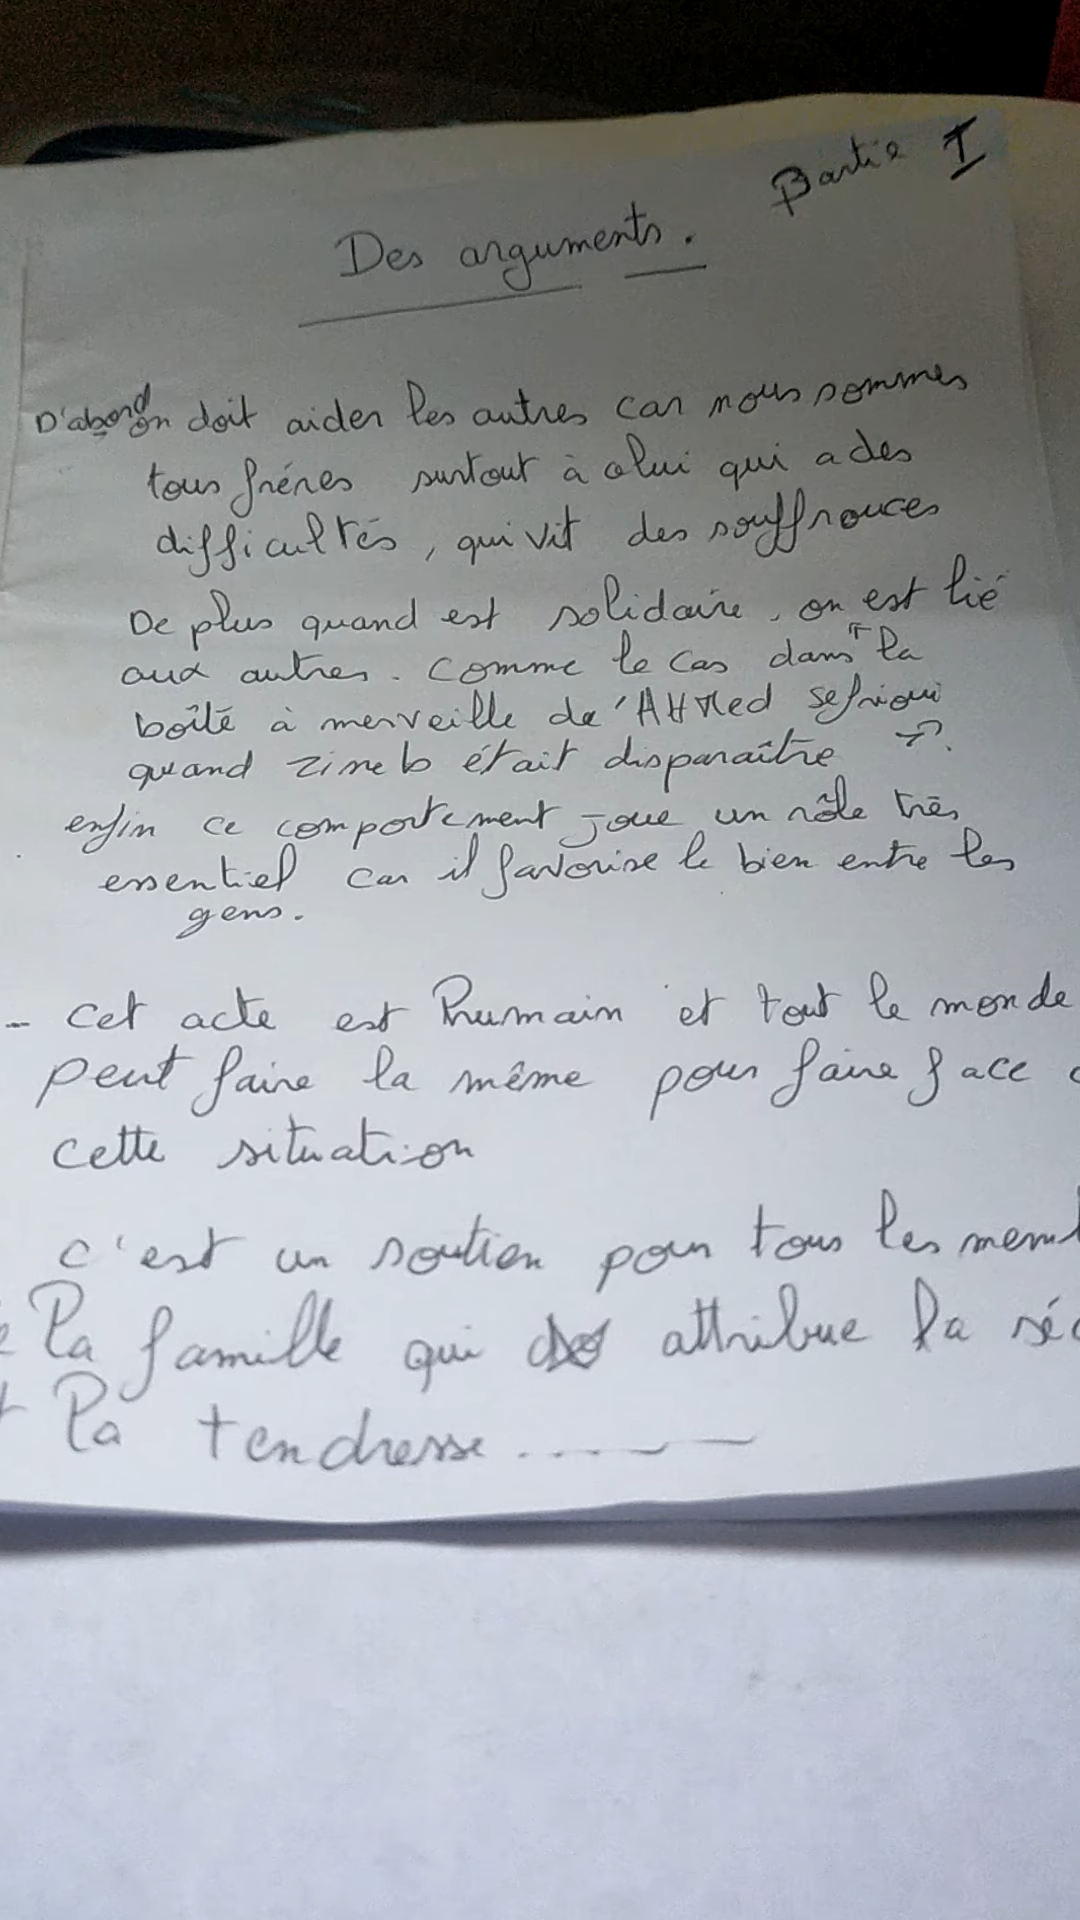 Partie I
Des arguments.
D'abord on doit aider les autres car nous sommes
tous fréres surtout à celui qui a des
difficultés, qui vit des souffrances
De plus quand est solidaire, on est lié
aux autres. comme le cas dans la
boîté à merveille de 'AHMed sefrioui
quand zineb était disparaître
enfin ce comportement joue un rôle très
essentief car il favorise le bien entre les
gens.
- cet acte est humain et tout le monde
peut faire la même pour faire face
cette situation
c'est un soutien pour tous les
la famille qui attribue la
la tendresse.....